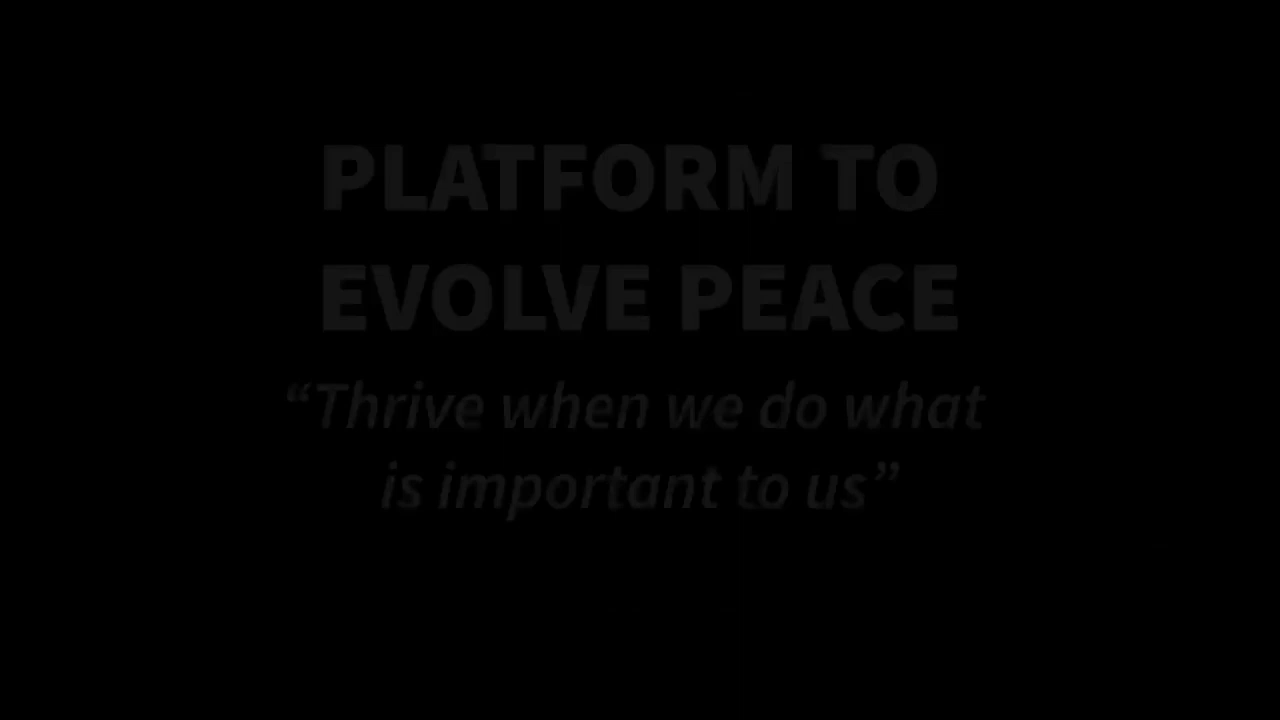 PLATFORM TO
EVOLVE PEACE
“Thrive when we do what
is important to us”